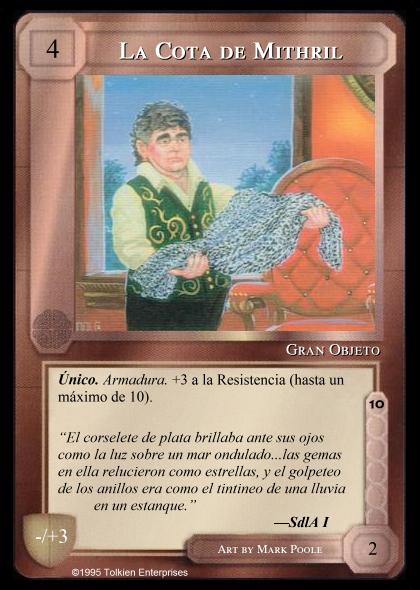 4
La Cota de Mithril
Gran Objeto
Único. Armadura. +3 a la Resistencia (hasta un
máximo de 10).
10
“El corselete de plata brillaba ante sus ojos
como la luz sobre un mar ondulado...las gemas
en ella relucieron como estrellas, y el golpeteo
de los anillos era como el tintineo de una lluvia
en un estanque.”
—SdlA I
-/+3
Art by Mark Poole
2
©1995 Tolkien Enterprises